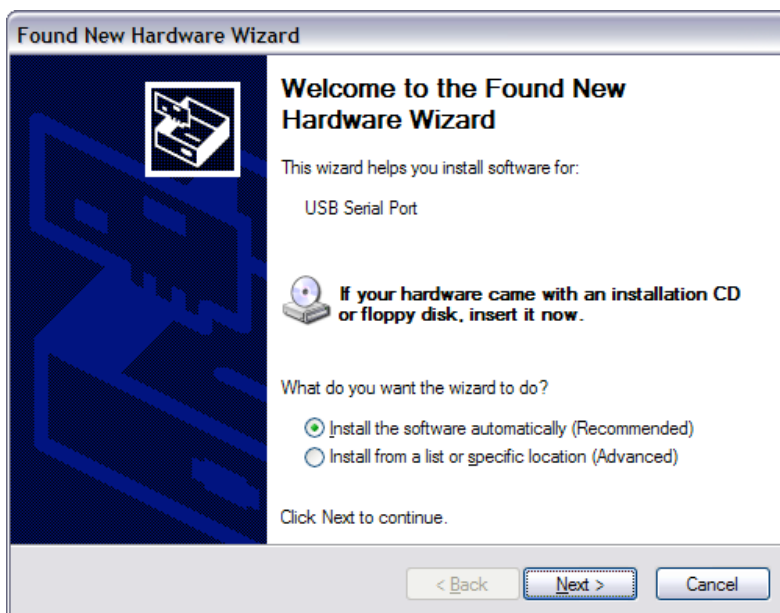 Found New Hardware Wizard
Welcome to the Found New
Hardware Wizard
This wizard helps you install software for:
USB Serial Port
If your hardware came with an installation CD
or floppy disk, insert it now.
What do you want the wizard to do?
Install the software automatically (Recommended)
Install from a list or specific location (Advanced)
Click Next to continue.
< Back Next > Cancel